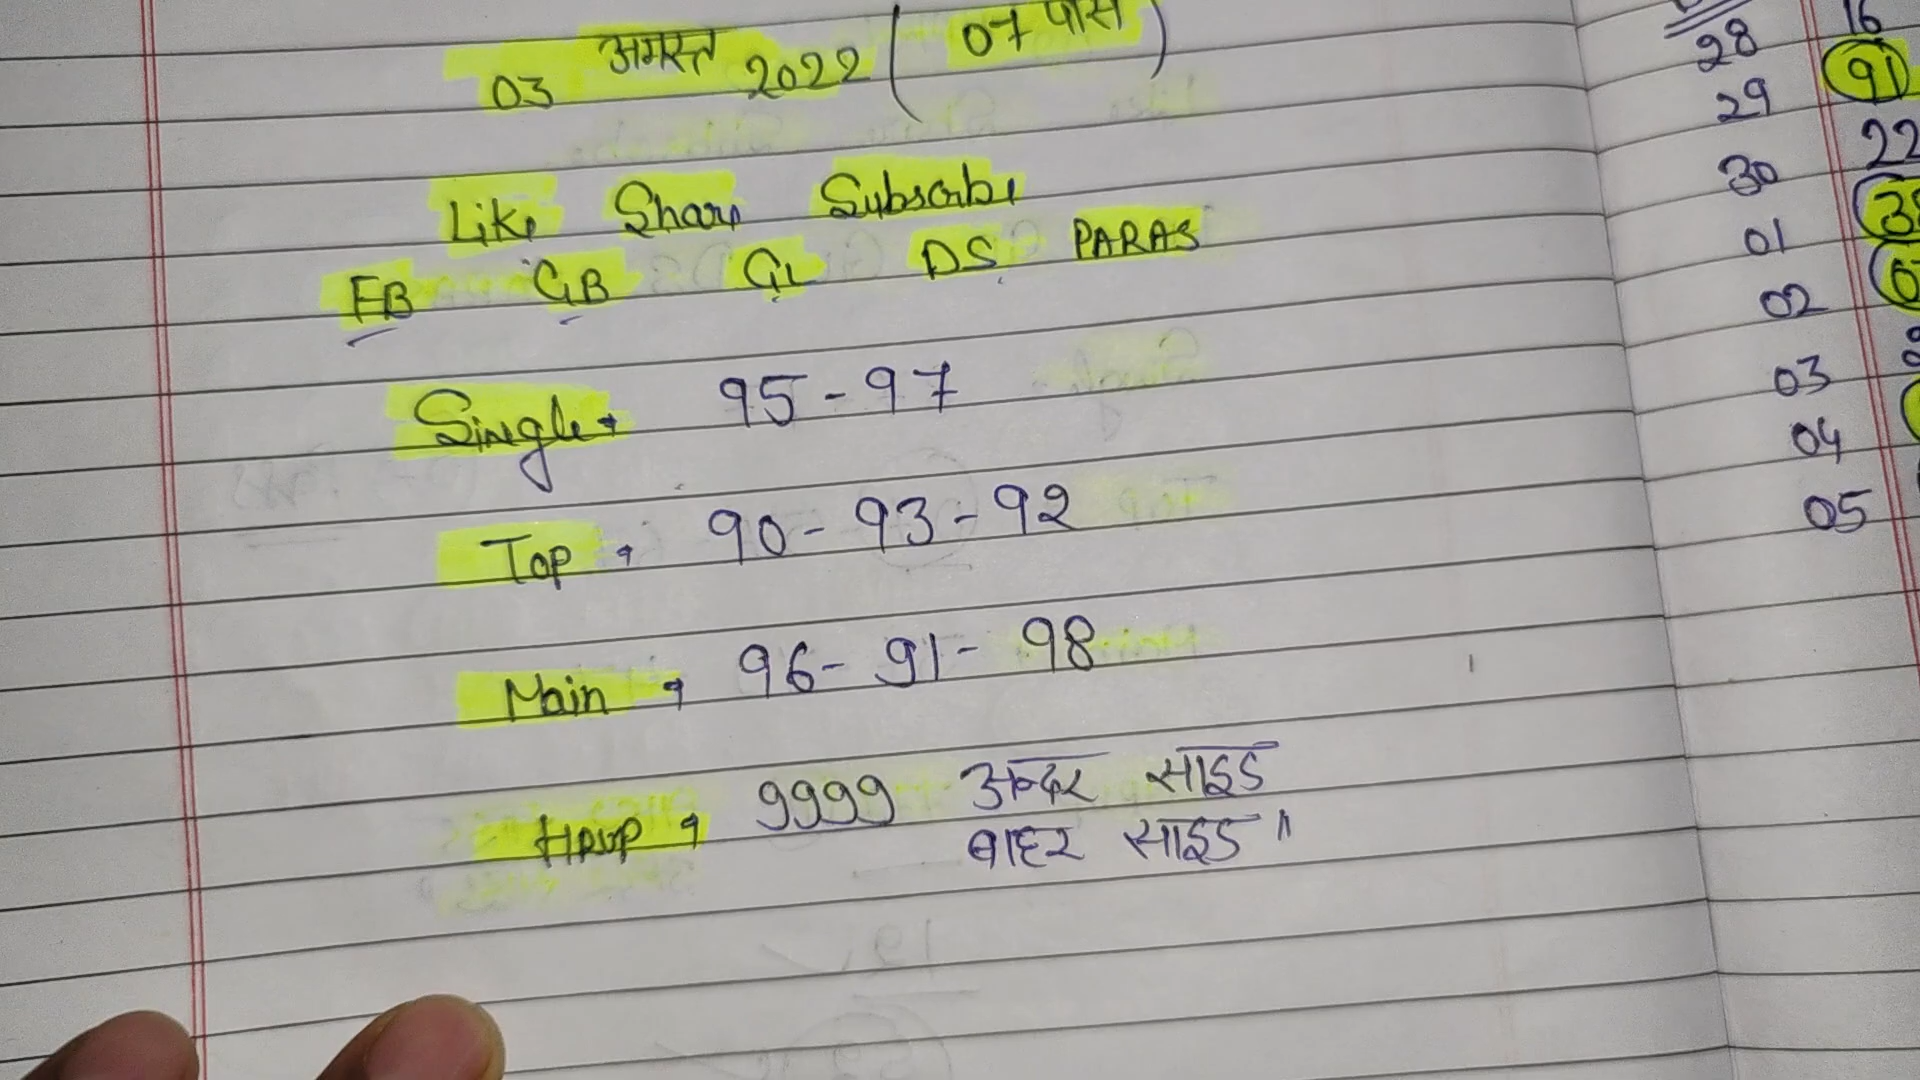 03 अगस्त 2022 ( 07 पास )
Like Share Subscribe
FB GB GL DS PARAS
Single 95-97
Top 90-93-92
Main 96-91-98
Hrup 9999 अन्दर साइड
बाहर साइड ॥
28 16
29 91
30 22
01
02
03
04
05